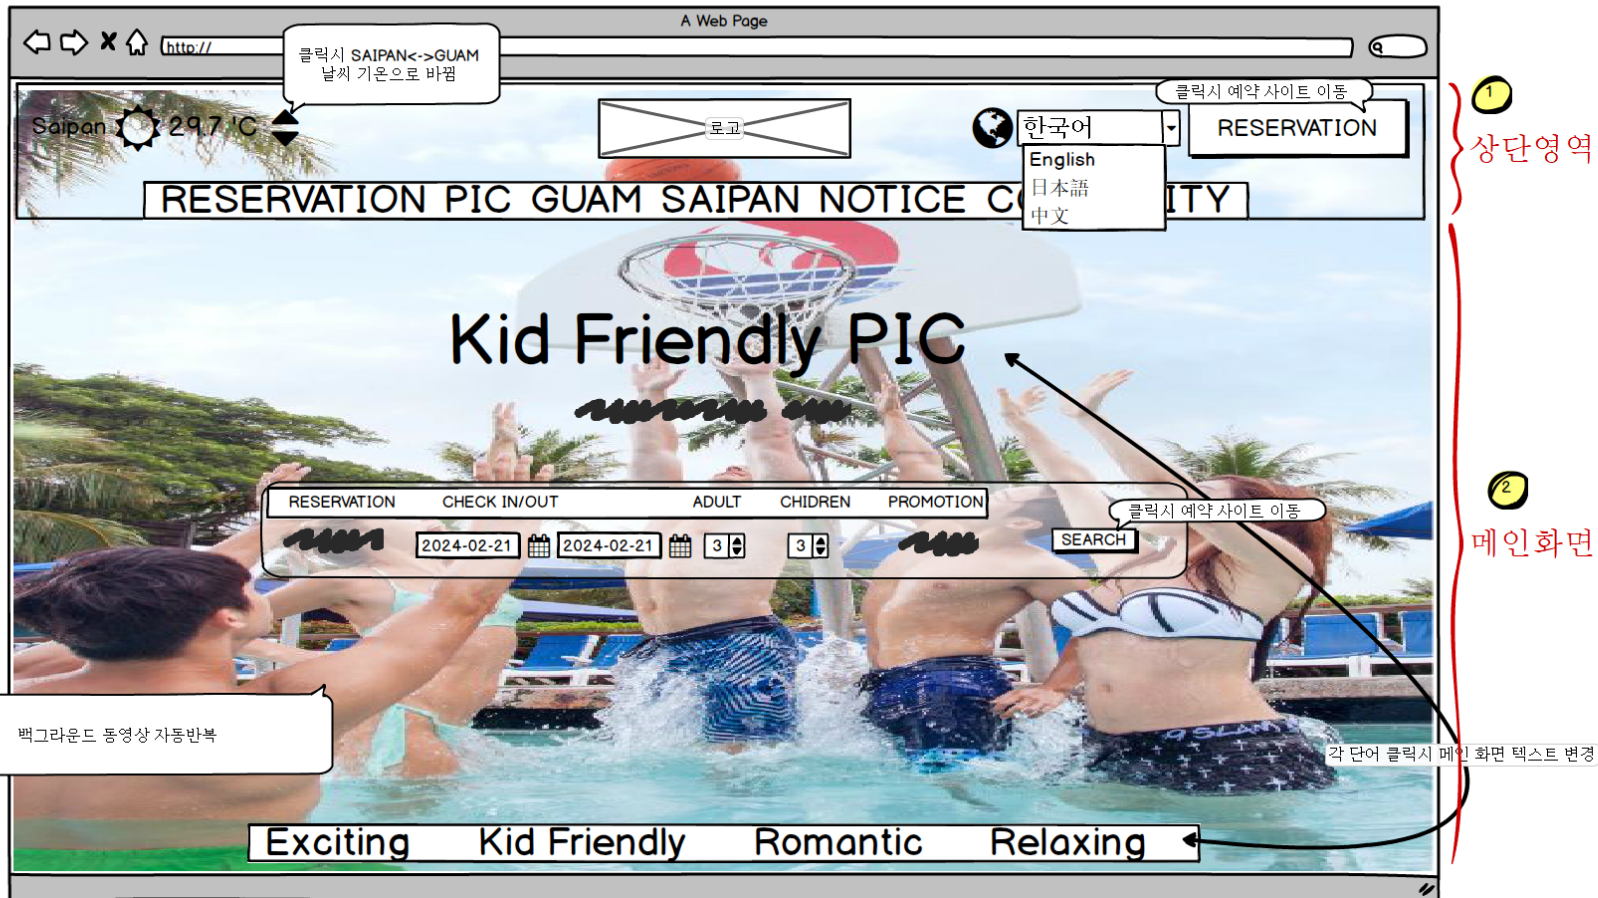 A Web Page
http://
클릭시 SAIPAN<->GUAM
날씨 기온으로 바뀜
클릭시 예약 사이트 이동
Saipan 29.7 'C
로고
한국어
RESERVATION
English
日本語
中文
1
상단영역
RESERVATION PIC GUAM SAIPAN NOTICE CO ITY
Kid Friendly PIC
RESERVATION CHECK IN/OUT ADULT CHIDREN PROMOTION
클릭시 예약 사이트 이동
2024-02-21 2024-02-21 3 3 SEARCH
2
메인화면
백그라운드 동영상 자동반복
각 단어 클릭시 메인 화면 텍스트 변경
Exciting Kid Friendly Romantic Relaxing